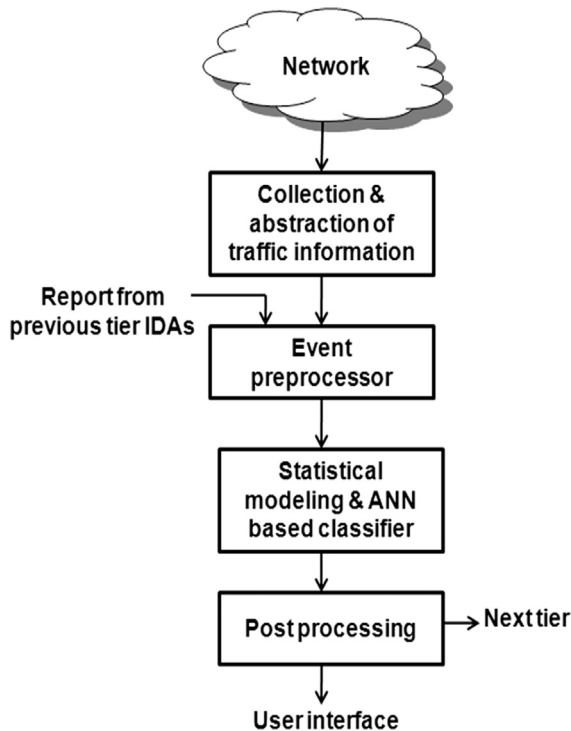 Network
Collection &
abstraction of
traffic information
Report from
previous tier IDAs
Event
preprocessor
Statistical
modeling & ANN
based classifier
Post processing
Next tier
User interface